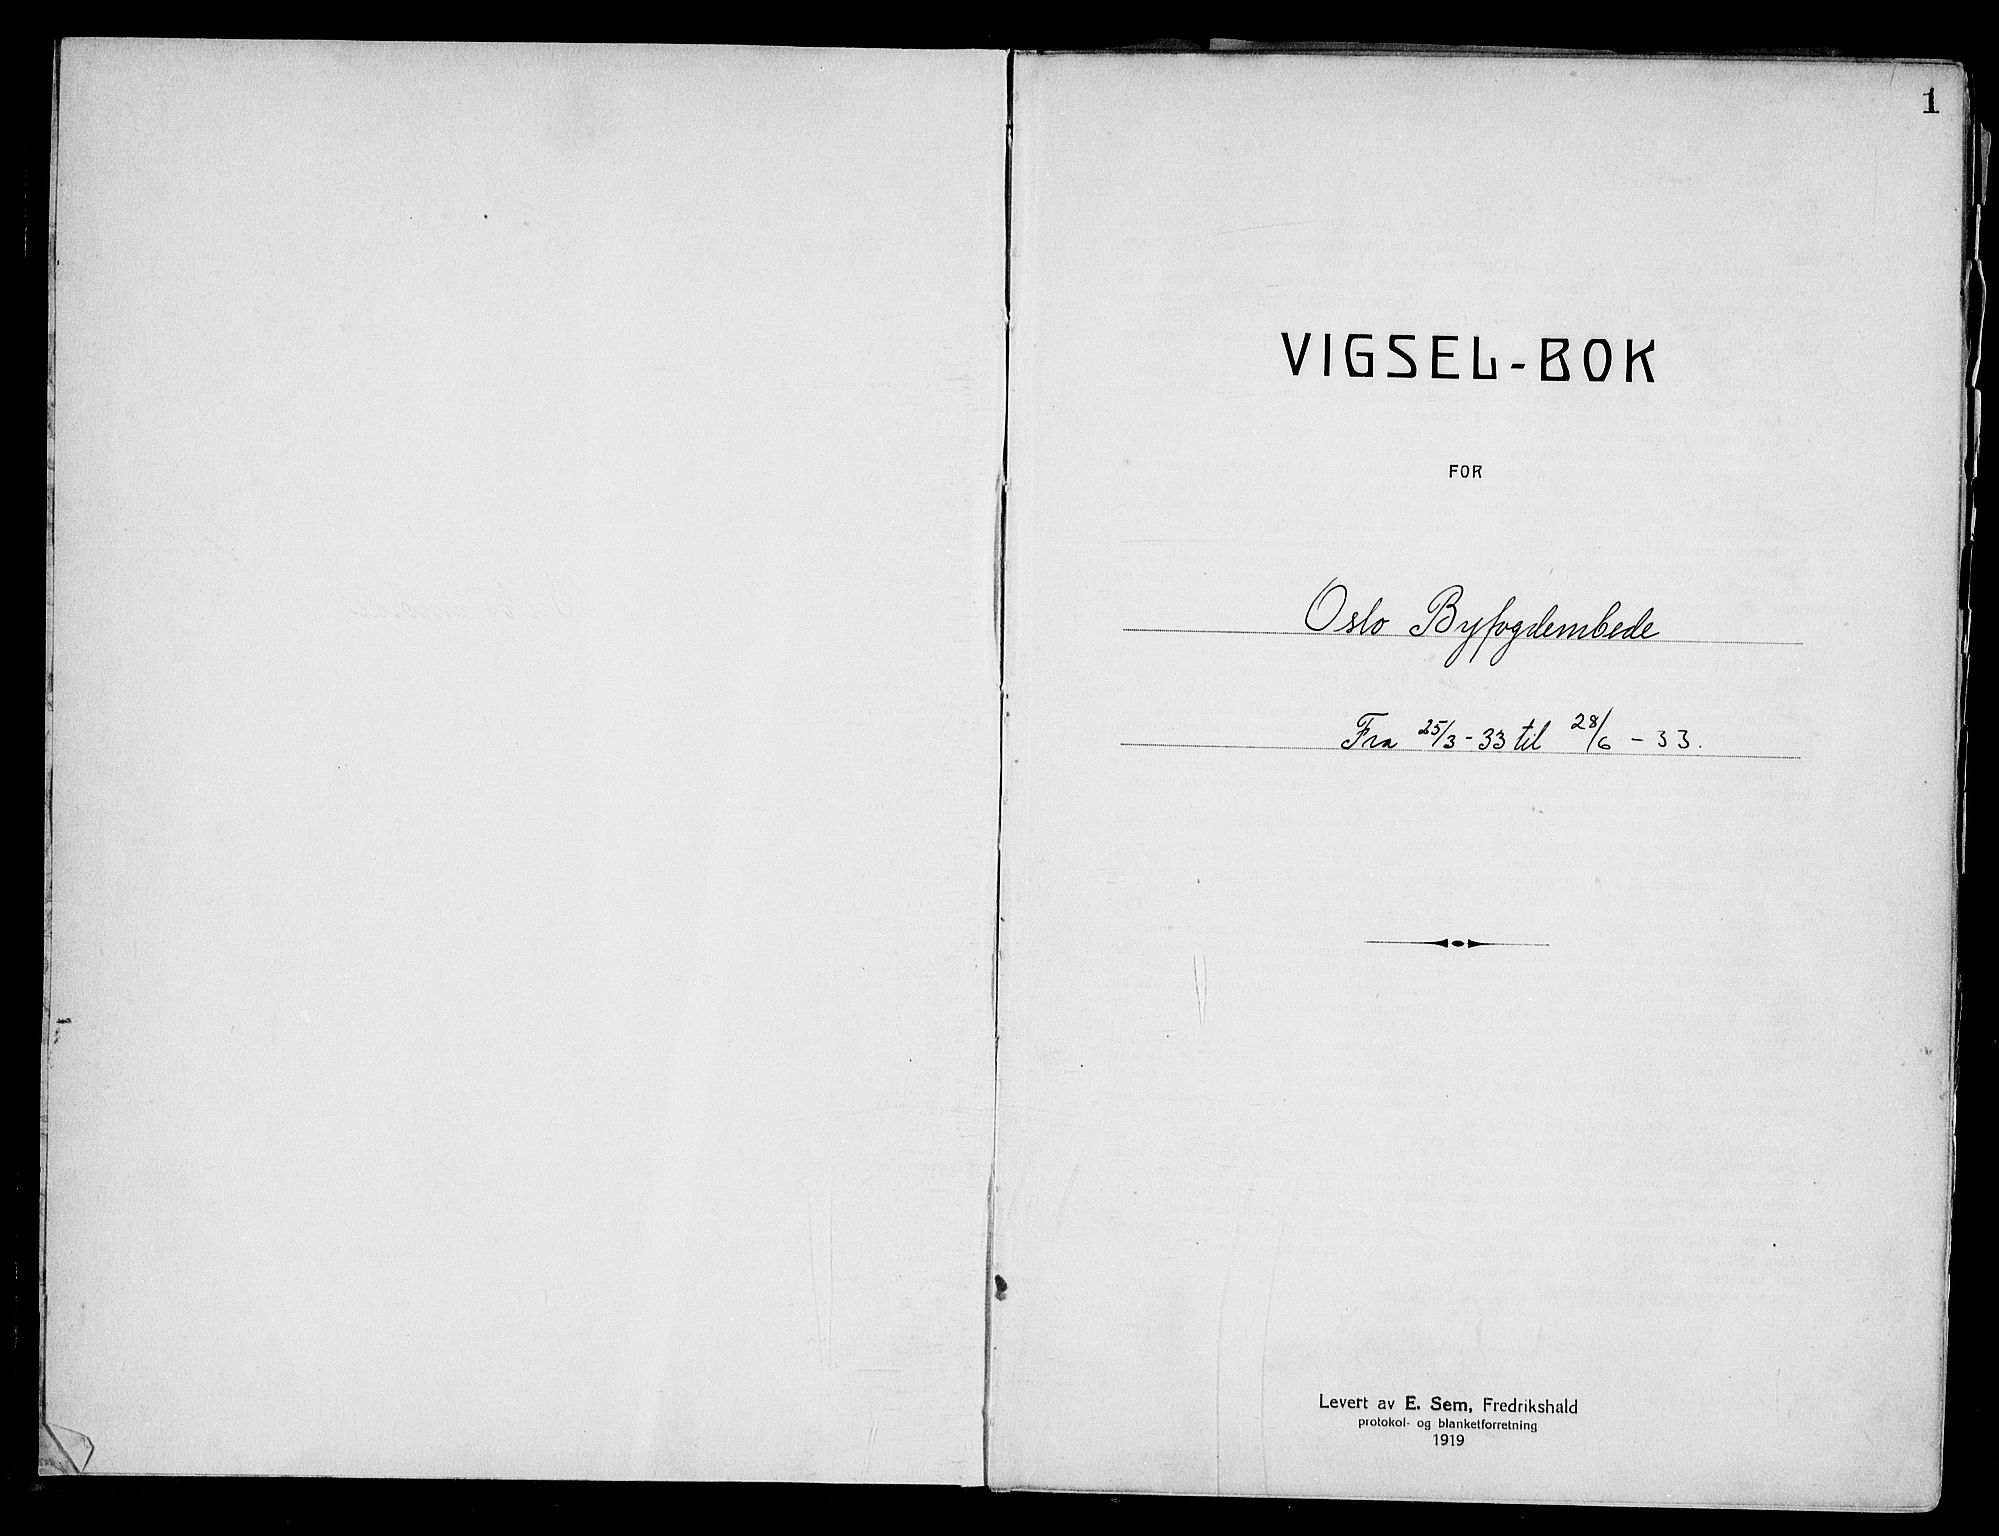 1
VIGSEL-BOK
FOR
Oslo Byfogdembede
Fra 25/3 - 33 til 28/6 - 33.
Levert av E. Sem, Fredrikshald
protokol- og blanketforretning
1919